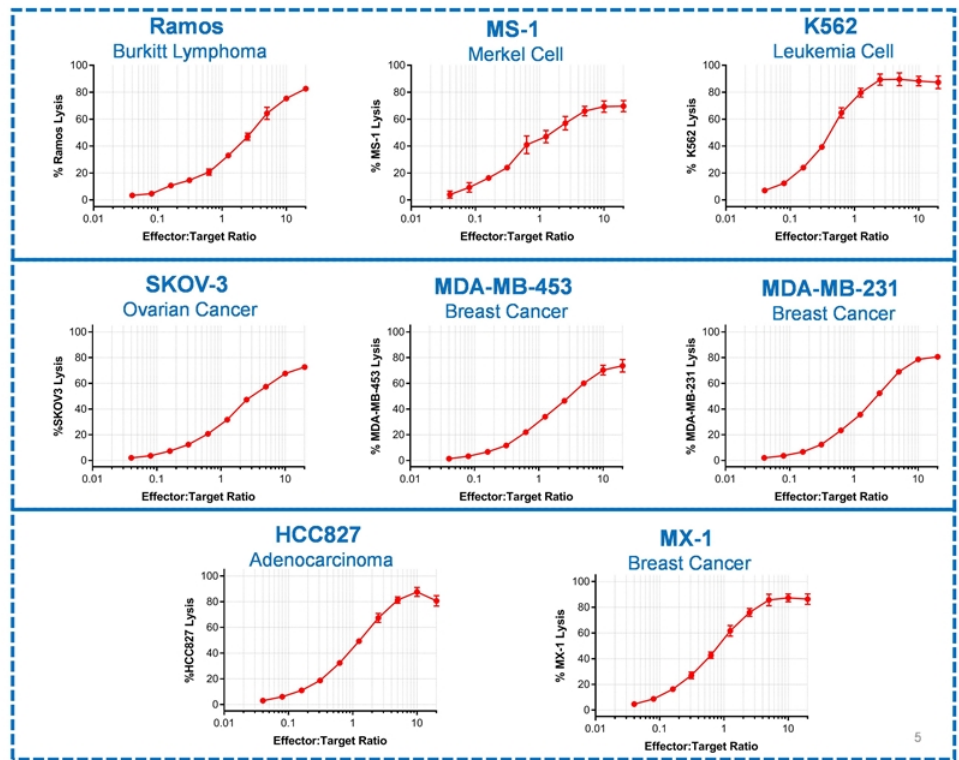 Ramos
Burkitt Lymphoma
% Ramos Lysis
100
80
60
40
20
0
0.01 0.1 1 10
Effector:Target Ratio
MS-1
Merkel Cell
% MS-1 Lysis
100
80
60
40
20
0
0.01 0.1 1 10
Effector:Target Ratio
K562
Leukemia Cell
% K562 Lysis
100
80
60
40
20
0
0.01 0.1 1 10
Effector:Target Ratio
SKOV-3
Ovarian Cancer
%SKOV3 Lysis
100
80
60
40
20
0
0.01 0.1 1 10
Effector:Target Ratio
MDA-MB-453
Breast Cancer
% MDA-MB-453 Lysis
100
80
60
40
20
0
0.01 0.1 1 10
Effector:Target Ratio
MDA-MB-231
Breast Cancer
% MDA-MB-231 Lysis
100
80
60
40
20
0
0.01 0.1 1 10
Effector:Target Ratio
HCC827
Adenocarcinoma
%HCC827 Lysis
100
80
60
40
20
0
0.01 0.1 1 10
Effector:Target Ratio
MX-1
Breast Cancer
% MX-1 Lysis
100
80
60
40
20
0
0.01 0.1 1 10
Effector:Target Ratio
5